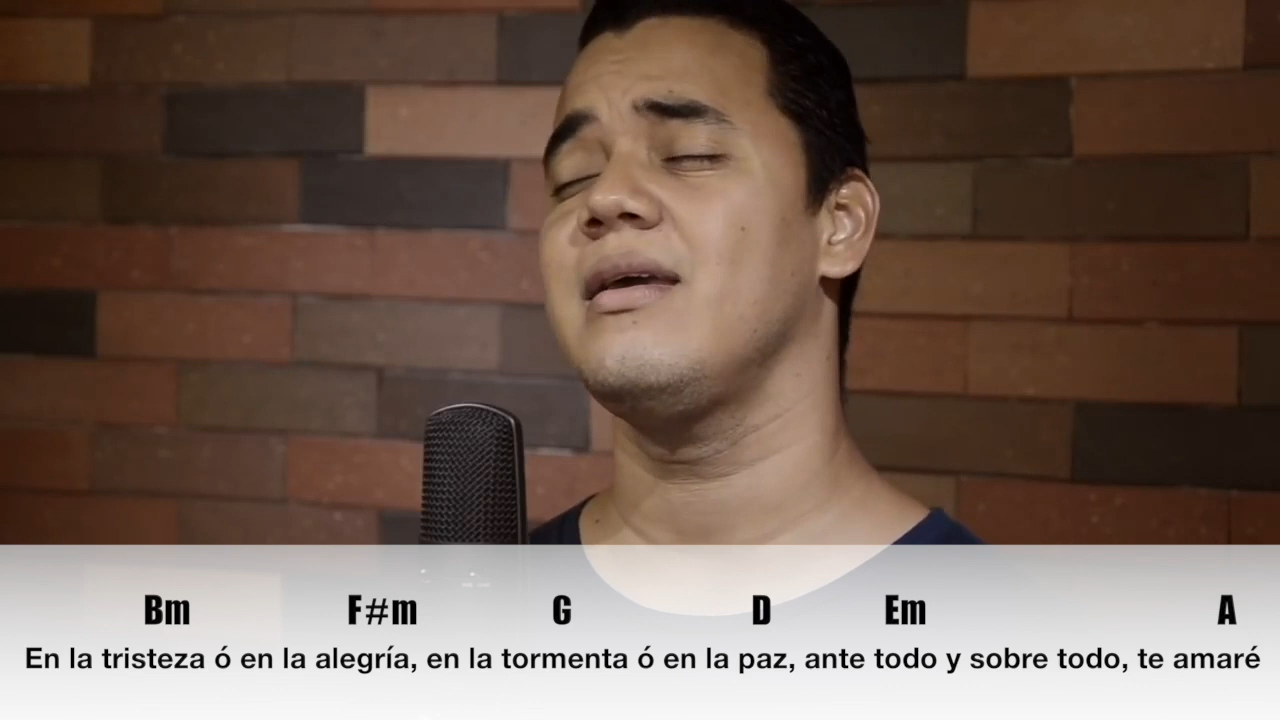 Bm F#m G D Em A
En la tristeza ó en la alegría, en la tormenta ó en la paz, ante todo y sobre todo, te amaré